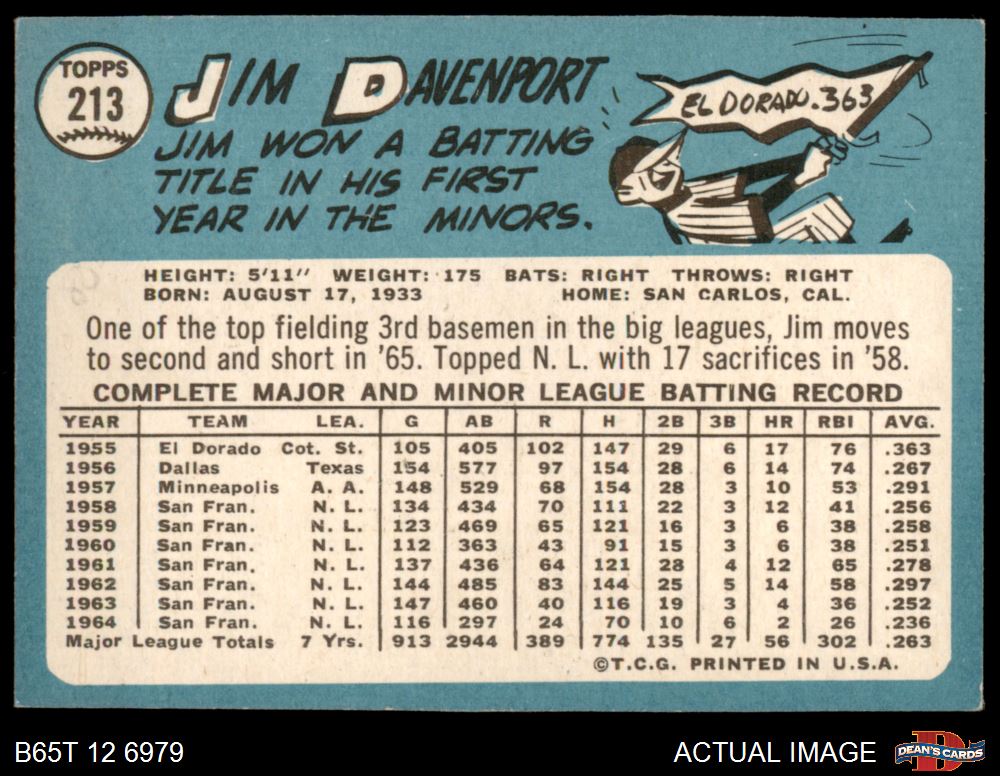 TOPPS
213
JIM DAVENPORT
JIM WON A BATTING
TITLE IN HIS FIRST
YEAR IN THE MINORS.
EL DORADO .363
HEIGHT: 5'11" WEIGHT: 175 BATS: RIGHT THROWS: RIGHT
BORN: AUGUST 17, 1933 HOME: SAN CARLOS, CAL.
One of the top fielding 3rd basemen in the big leagues, Jim moves
to second and short in '65. Topped N. L. with 17 sacrifices in '58.
COMPLETE MAJOR AND MINOR LEAGUE BATTING RECORD
YEAR TEAM LEA. G AB R H 2B 3B HR RBI AVG.
1955 El Dorado Cot. St. 105 405 102 147 29 6 17 76 .363
1956 Dallas Texas 154 577 97 154 28 6 14 74 .267
1957 Minneapolis A. A. 148 529 68 154 28 3 10 53 .291
1958 San Fran. N. L. 134 434 70 111 22 3 12 41 .256
1959 San Fran. N. L. 123 469 65 121 16 3 6 38 .258
1960 San Fran. N. L. 112 363 43 91 15 3 6 38 .251
1961 San Fran. N. L. 137 436 64 121 28 4 12 65 .278
1962 San Fran. N. L. 144 485 83 144 25 5 14 58 .297
1963 San Fran. N. L. 147 460 40 116 19 3 4 36 .252
1964 San Fran. N. L. 116 297 24 70 10 6 2 26 .236
Major League Totals 7 Yrs. 913 2944 389 774 135 27 56 302 .263
©T.C.G. PRINTED IN U.S.A.
B65T 12 6979
ACTUAL IMAGE
D
DEAN'S CARDS